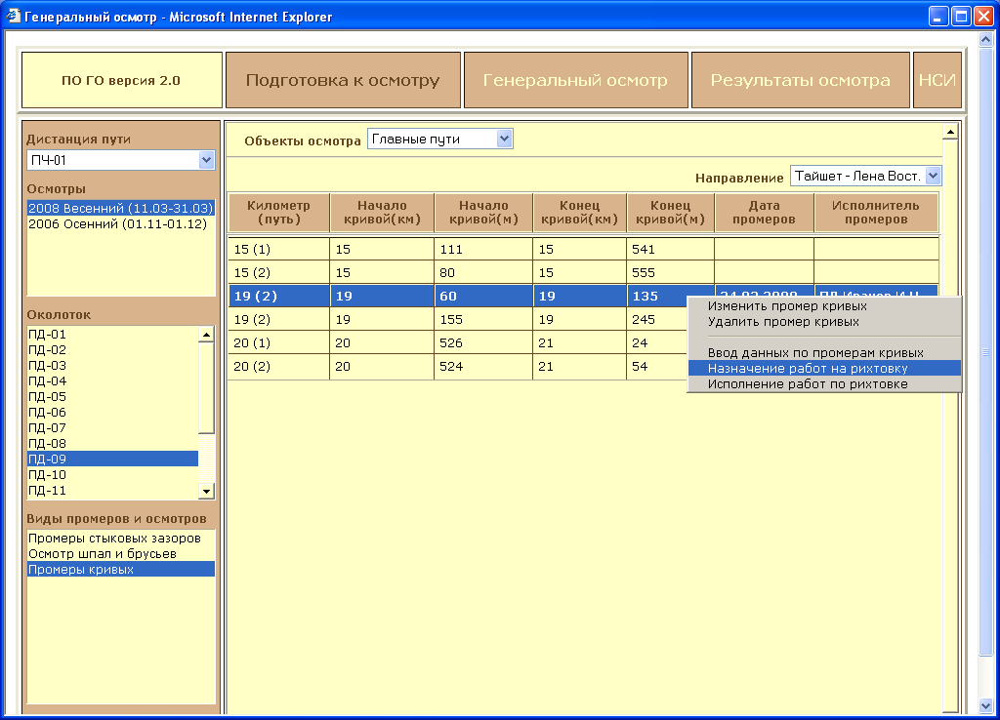 Генеральный осмотр - Microsoft Internet Explorer
ПО ГО версия 2.0
Подготовка к осмотру
Генеральный осмотр
Результаты осмотра
НСИ
Дистанция пути
ПЧ-01
Осмотры
2008 Весенний (11.03-31.03)
2006 Осенний (01.11-01.12)
Околоток
ПД-01
ПД-02
ПД-03
ПД-04
ПД-05
ПД-06
ПД-07
ПД-08
ПД-09
ПД-10
ПД-11
Виды промеров и осмотров
Промеры стыковых зазоров
Осмотр шпал и брусьев
Промеры кривых
Объекты осмотра Главные пути
Направление Тайшет - Лена Вост.
Километр (путь) Начало кривой(км) Начало кривой(м) Конец кривой(км) Конец кривой(м) Дата промеров Исполнитель промеров
15 (1) 15 111 15 541
15 (2) 15 80 15 555
19 (2) 19 60 19 135
19 (2) 19 155 19 245
20 (1) 20 526 21 24
20 (2) 20 524 21 54
Изменить промер кривых
Удалить промер кривых
Ввод данных по промерам кривых
Назначение работ на рихтовку
Исполнение работ по рихтовке